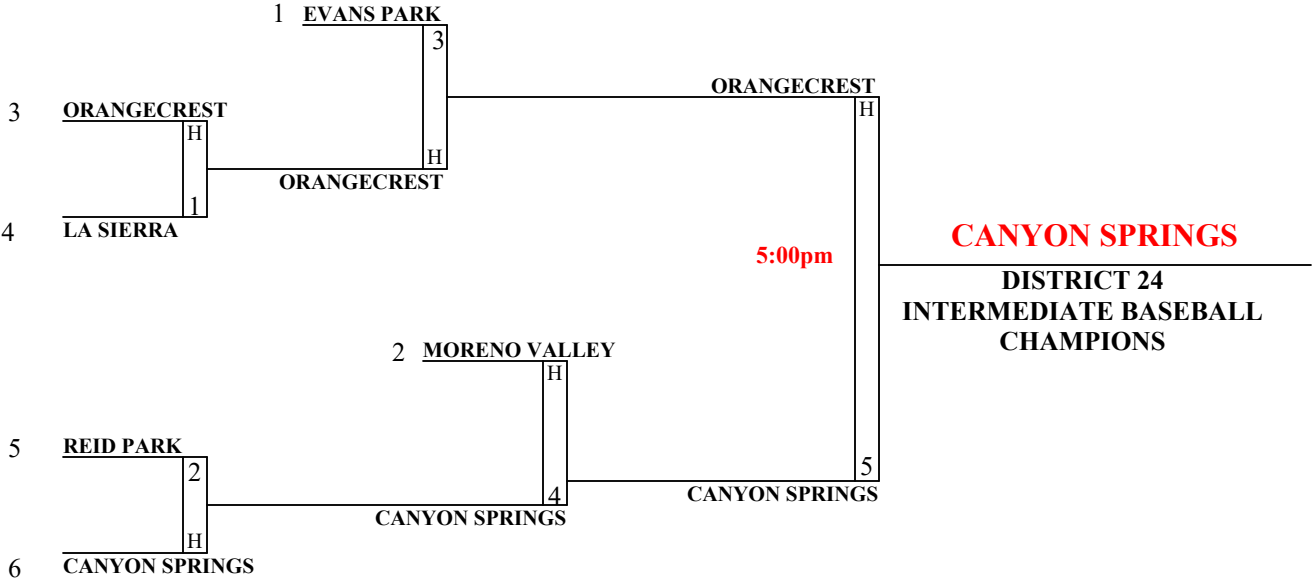 1 EVANS PARK
3
ORANGECREST
H
3 ORANGECREST
H
H
ORANGECREST
1
4 LA SIERRA
CANYON SPRINGS
5:00pm
DISTRICT 24
INTERMEDIATE BASEBALL
CHAMPIONS
2 MORENO VALLEY
H
5 REID PARK
2
5
4
CANYON SPRINGS
CANYON SPRINGS
H
6 CANYON SPRINGS